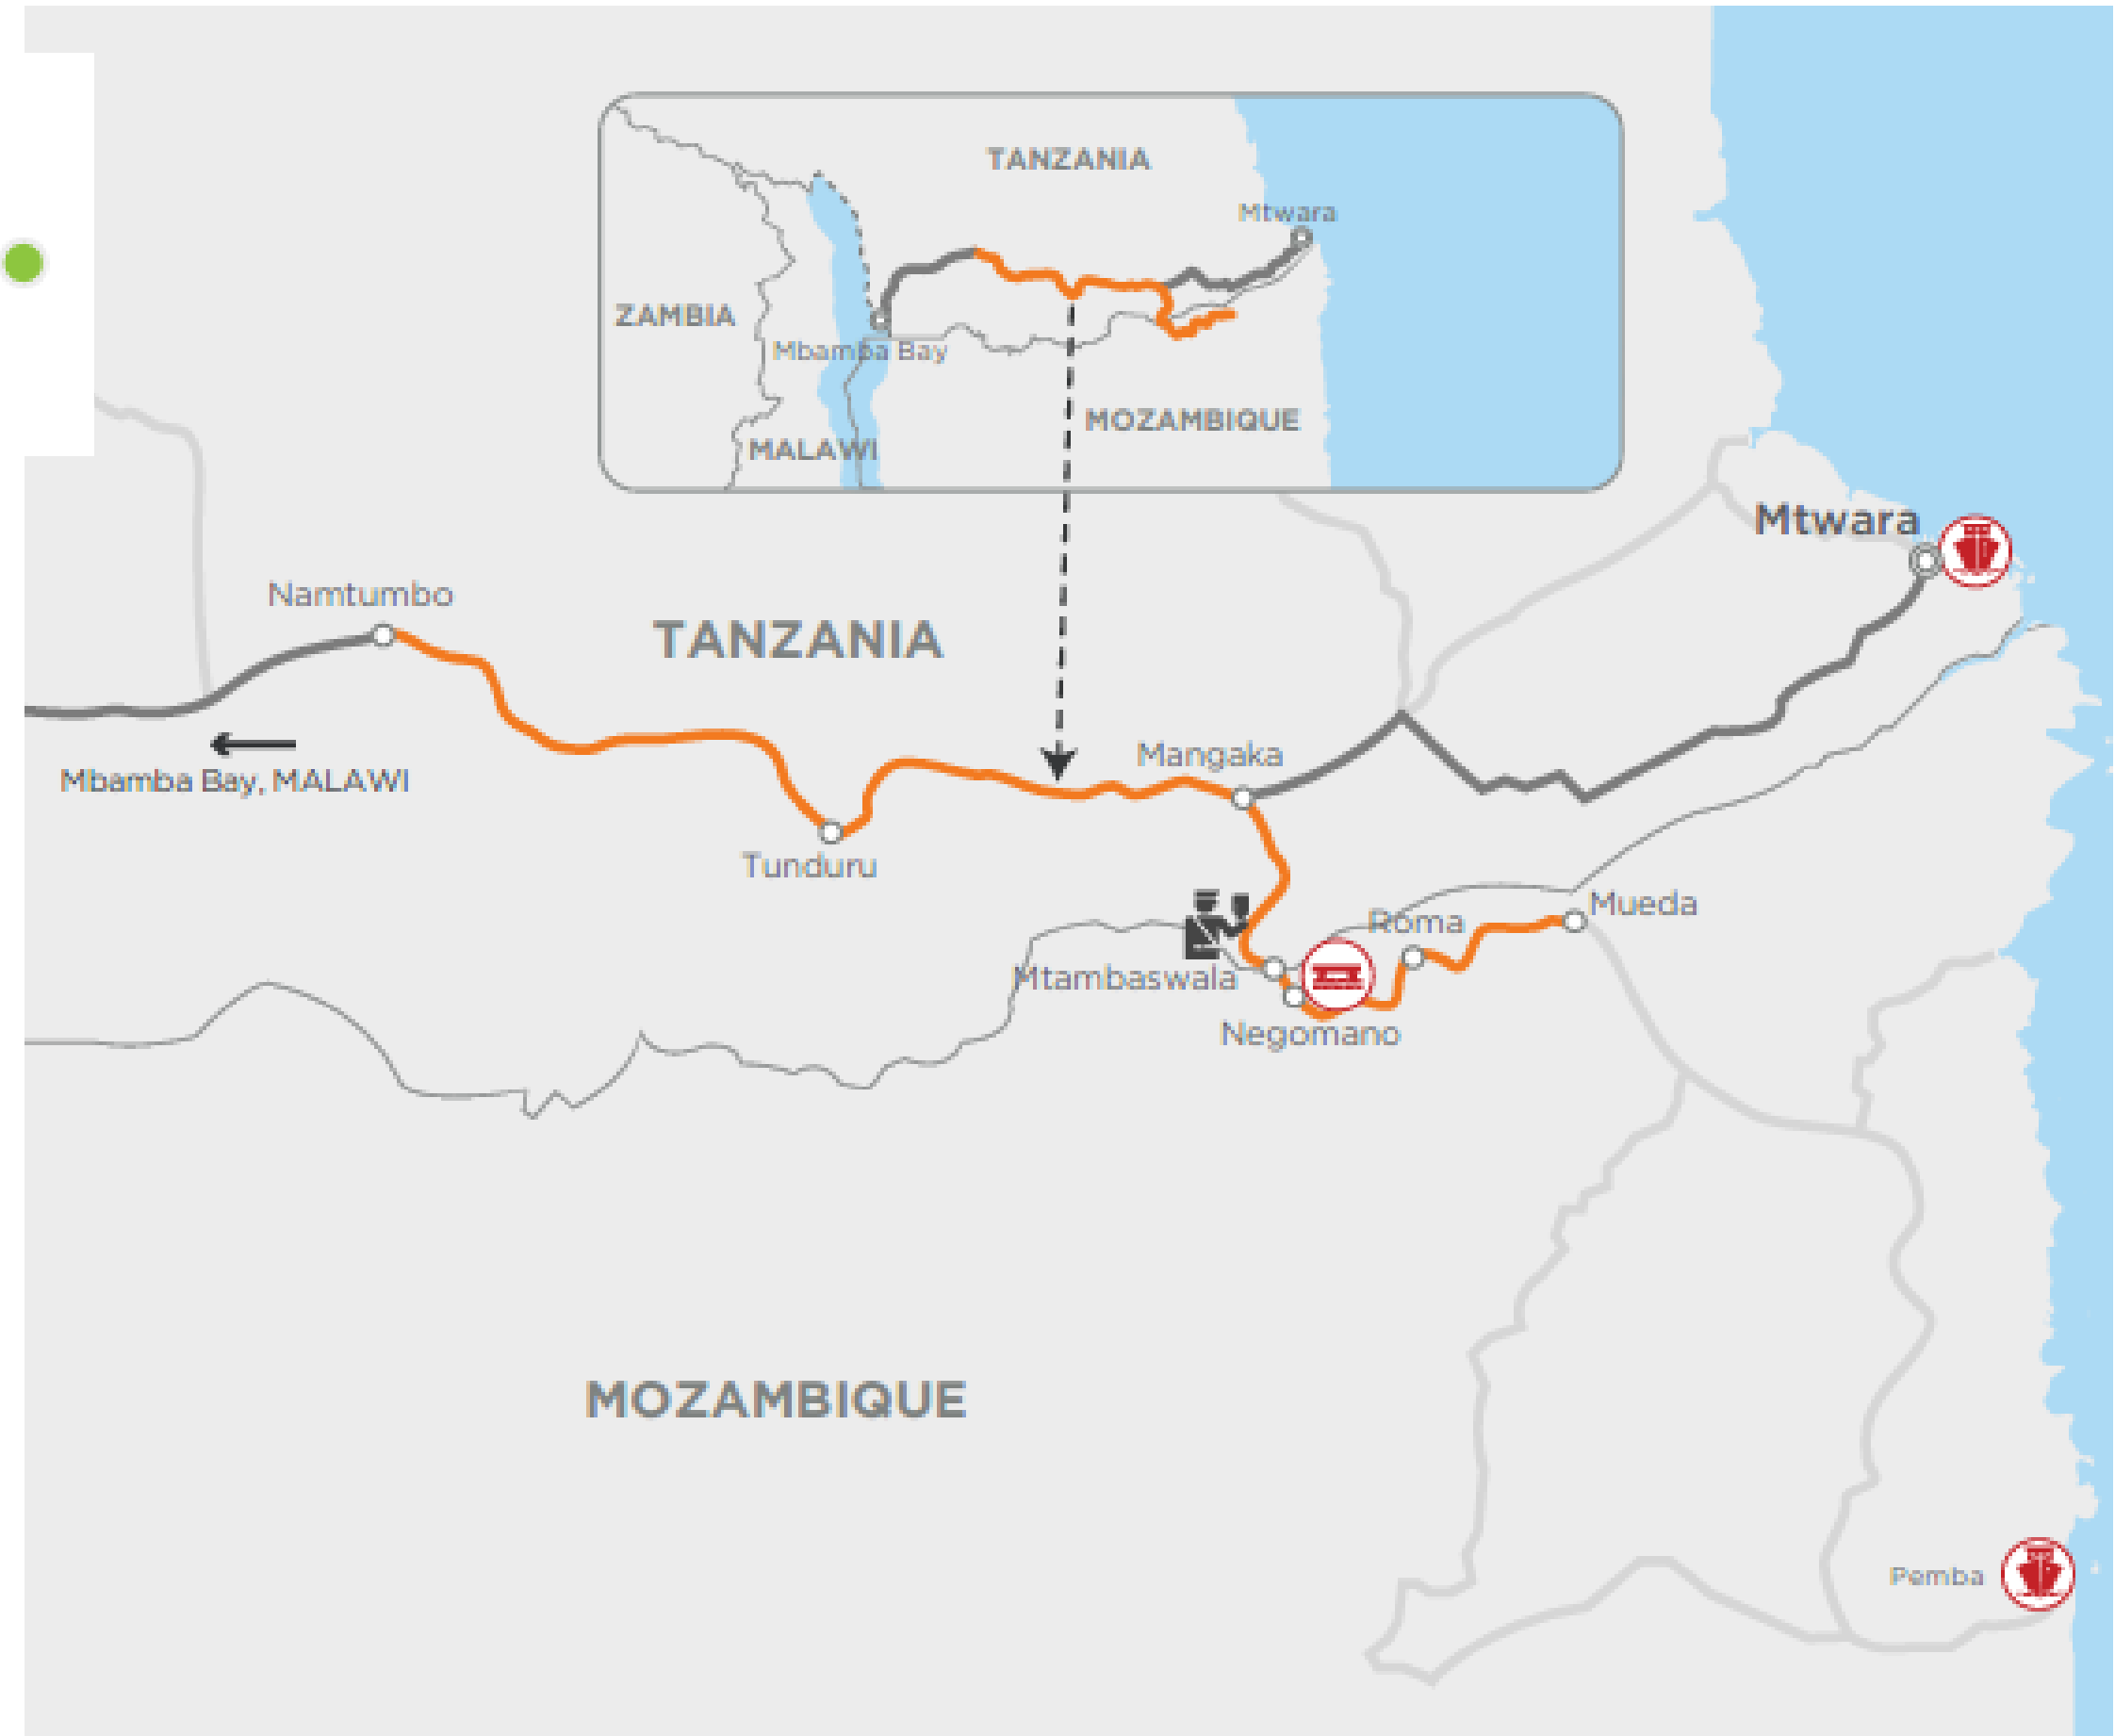 TANZANIA
Mtwara
ZAMBIA
Mbampa Bay
MOZAMBIQUE
MALAWI
Mtwara
Namtumbo
TANZANIA
Mangaka
Mbamba Bay, MALAWI
Tunduru
Mueda
Roma
Mtambaswala
Negomano
MOZAMBIQUE
Pemba